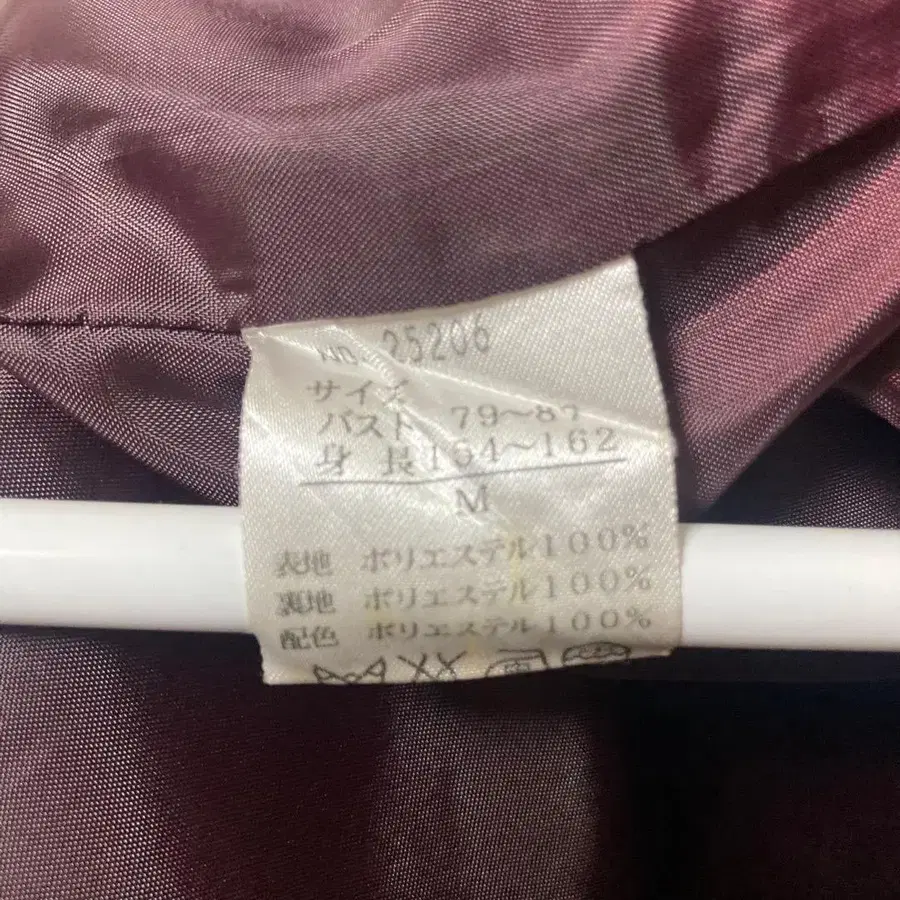 No. 25206
サイズ
バスト 79〜87
身長154〜162
M
表地 ポリエステル100%
裏地 ポリエステル100%
配色 ポリエステル100%